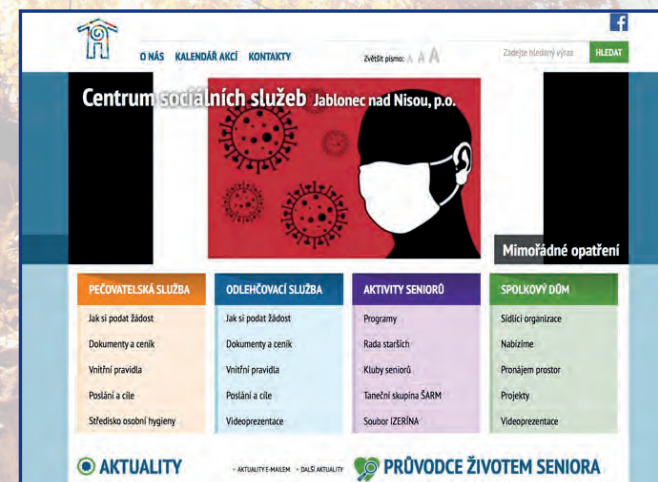 O NÁS KALENDÁŘ AKCÍ KONTAKTY Zvětšit písmo: A A A Zadejte hledaný výraz HLEDAT
Centrum sociálních služeb Jablonec nad Nisou, p.o.
Mimořádné opatření
PEČOVATELSKÁ SLUŽBA
Jak si podat žádost
Dokumenty a ceník
Vnitřní pravidla
Poslání a cíle
Středisko osobní hygieny
ODLEHČOVACÍ SLUŽBA
Jak si podat žádost
Dokumenty a ceník
Vnitřní pravidla
Poslání a cíle
Videoprezentace
AKTIVITY SENIORŮ
Programy
Rada starších
Kluby seniorů
Taneční skupina ŠARM
Soubor IZERÍNA
SPOLKOVÝ DŮM
Sídlící organizace
Nabízíme
Pronájem prostor
Projekty
Videoprezentace
AKTUALITY - AKTUALITY E-MAILEM - DALŠÍ AKTUALITY
PRŮVODCE ŽIVOTEM SENIORA